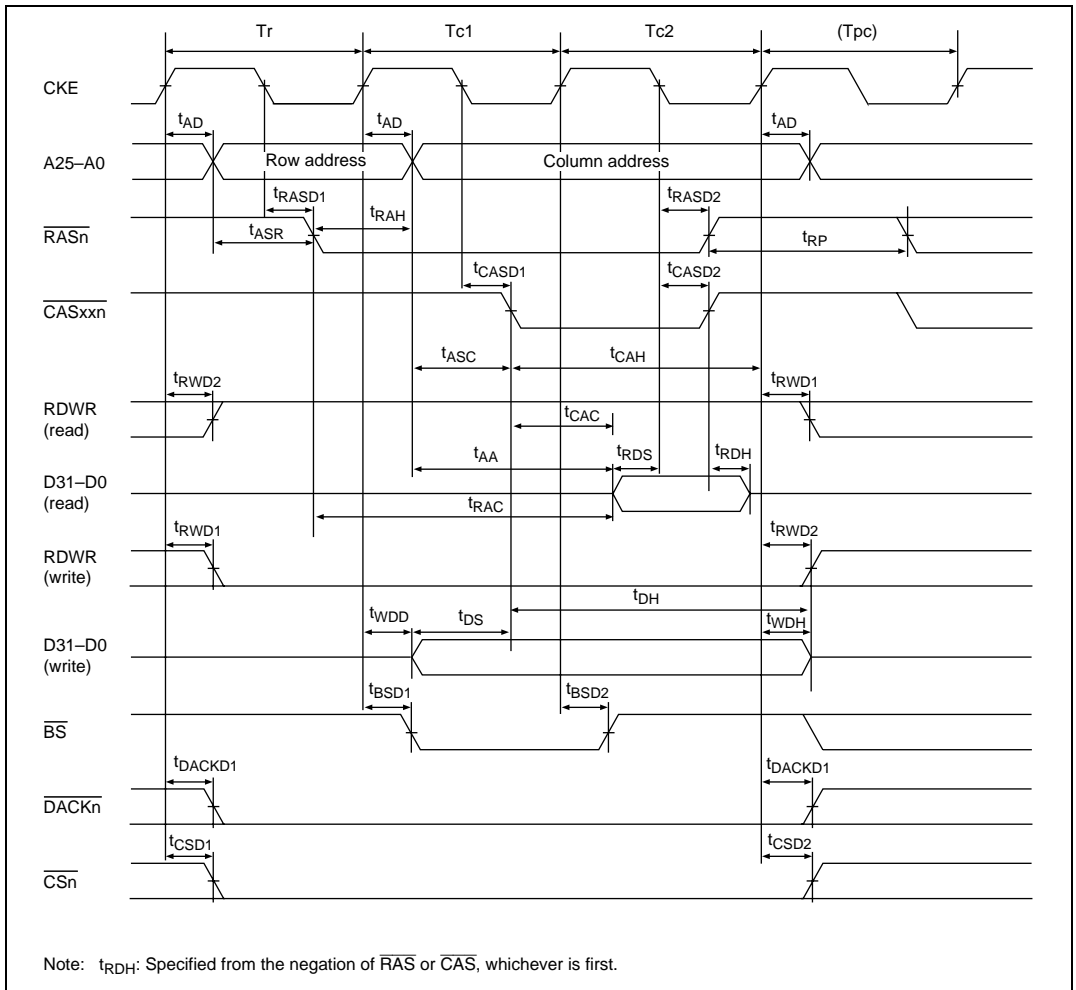 Tr Tc1 Tc2 (Tpc)
CKE
tAD tAD tAD
A25–A0 Row address Column address
tRASD1 tRASD2
tRAH
RASn tASR tRP
tCASD1 tCASD2
CASxxn
tASC tCAH
tRWD2 tRWD1
RDWR
(read)
tCAC
tAA tRDS tRDH
D31–D0
(read)
tRAC
tRWD1 tRWD2
RDWR
(write)
tDH
tWDD tDS tWDH
D31–D0
(write)
tBSD1 tBSD2
BS
tDACKD1 tDACKD1
DACKn
tCSD1 tCSD2
CSn
Note: tRDH: Specified from the negation of RAS or CAS, whichever is first.